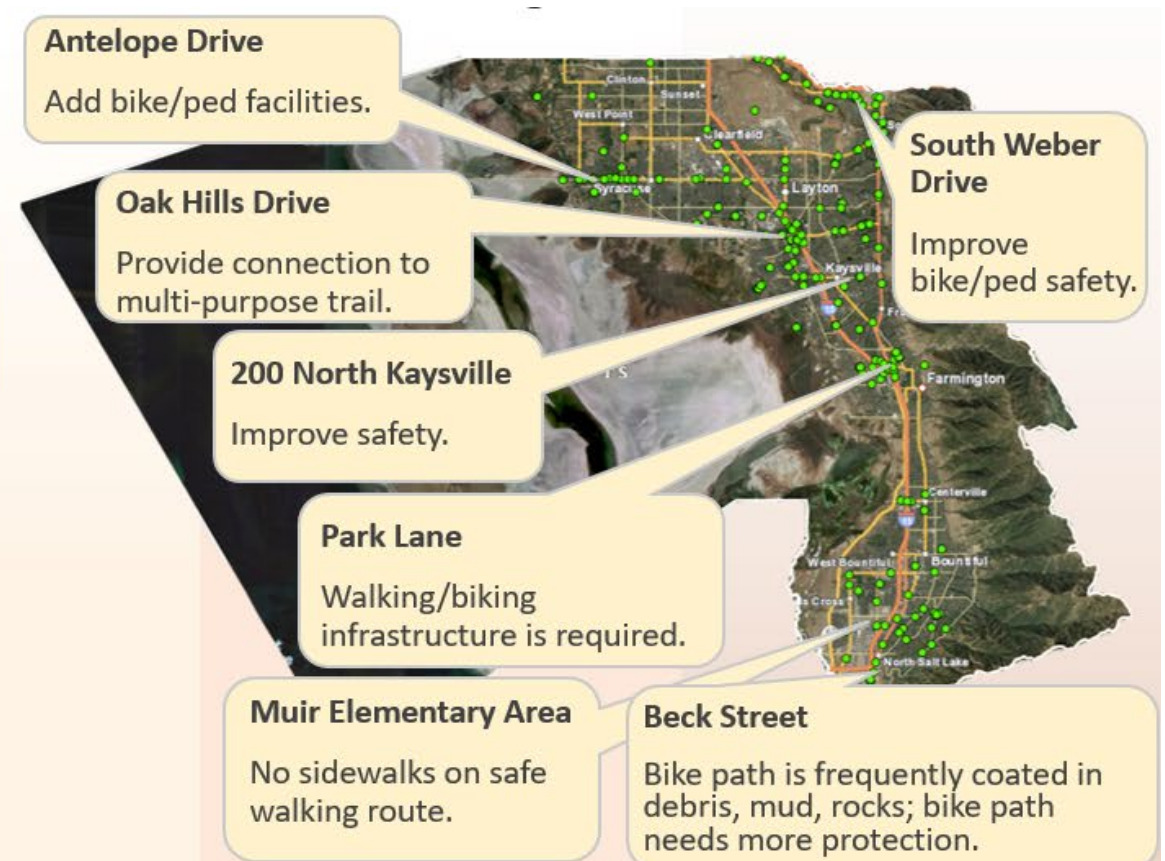 Antelope Drive
Add bike/ped facilities.
Clinton
Sunset
West Point
Clearfield
South Weber
Drive
Improve
bike/ped safety.
Oak Hills Drive
Provide connection to
multi-purpose trail.
Syracuse
Layton
Kaysville
200 North Kaysville
Improve safety.
Farmington
Park Lane
Walking/biking
infrastructure is required.
Centerville
West Bountiful
Bountiful
North Salt Lake
Muir Elementary Area
No sidewalks on safe
walking route.
Beck Street
Bike path is frequently coated in
debris, mud, rocks; bike path
needs more protection.